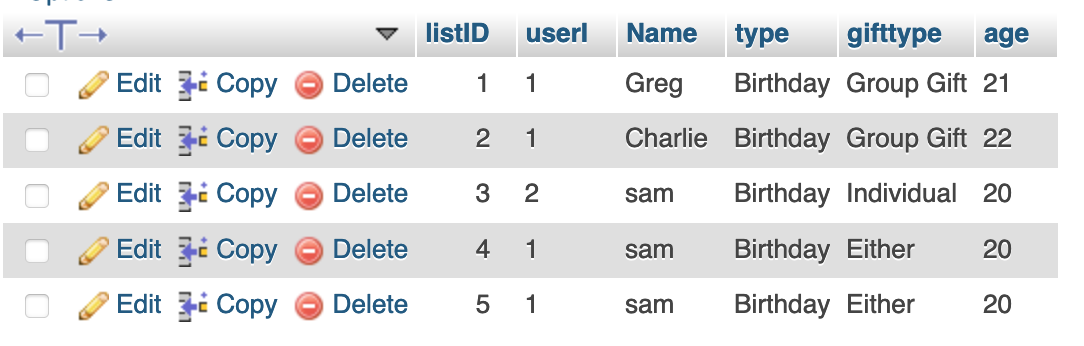 ←T→ listID userI Name type gifttype age
Edit Copy Delete 1 1 Greg Birthday Group Gift 21
Edit Copy Delete 2 1 Charlie Birthday Group Gift 22
Edit Copy Delete 3 2 sam Birthday Individual 20
Edit Copy Delete 4 1 sam Birthday Either 20
Edit Copy Delete 5 1 sam Birthday Either 20